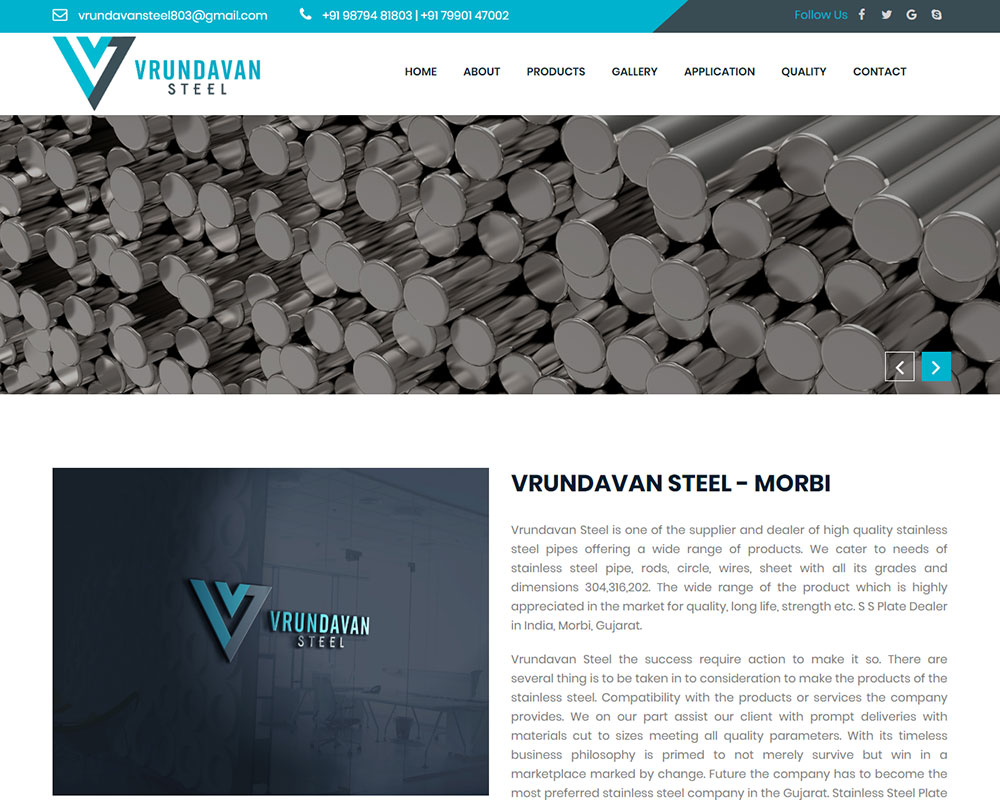 vrundavansteel803@gmail.com
+91 98794 81803 | +91 79901 47002
Follow Us
VRUNDAVAN
STEEL
HOME ABOUT PRODUCTS GALLERY APPLICATION QUALITY CONTACT
VRUNDAVAN
STEEL
VRUNDAVAN STEEL - MORBI
Vrundavan Steel is one of the supplier and dealer of high quality stainless
steel pipes offering a wide range of products. We cater to needs of
stainless steel pipe, rods, circle, wires, sheet with all its grades and
dimensions 304,316,202. The wide range of the product which is highly
appreciated in the market for quality, long life, strength etc. S S Plate Dealer
in India, Morbi, Gujarat.
Vrundavan Steel the success require action to make it so. There are
several thing is to be taken in to consideration to make the products of the
stainless steel. Compatibility with the products or services the company
provides. We on our part assist our client with prompt deliveries with
materials cut to sizes meeting all quality parameters. With its timeless
business philosophy is primed to not merely survive but win in a
marketplace marked by change. Future the company has to become the
most preferred stainless steel company in the Gujarat. Stainless Steel Plate